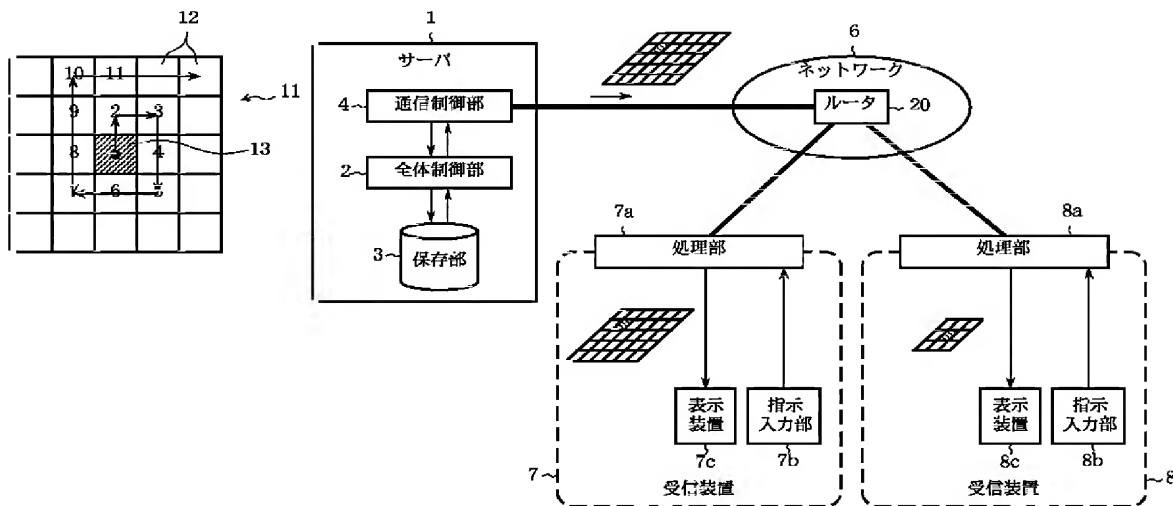 12
10 11
9 2 3
8 4
6 5
11
13
1
サーバ
4 通信制御部
2 全体制御部
3 保存部
6
ネットワーク
ルータ 20
7a
処理部
8a
処理部
表示装置
7c
指示入力部
7b
7
受信装置
表示装置
8c
指示入力部
8b
受信装置
8